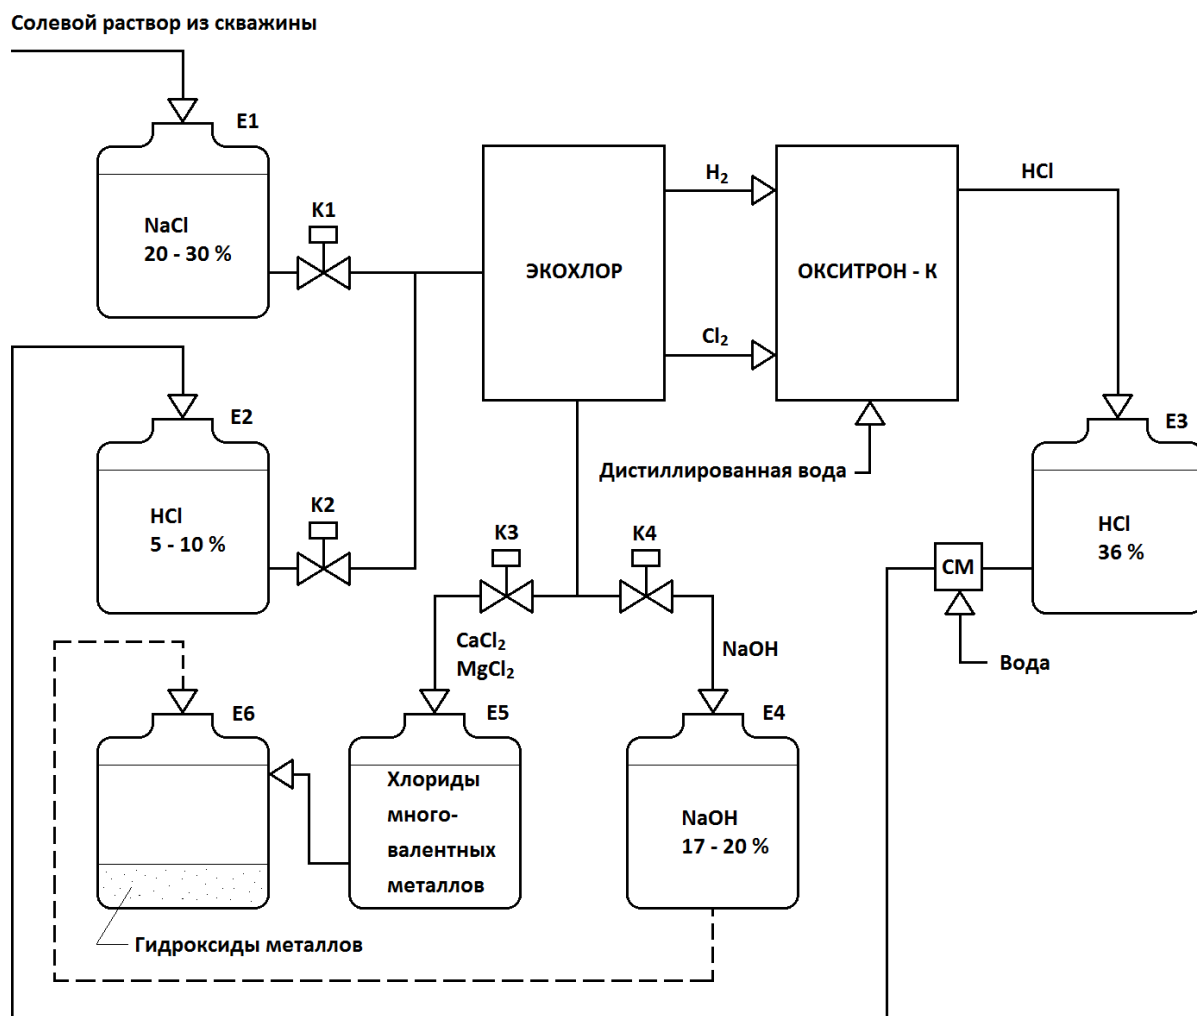 Солевой раствор из скважины
E1
NaCl
20 - 30 %
K1
ЭКОХЛОР
H₂
Cl₂
ОКСИТРОН - К
HCl
Дистиллированная вода
E2
HCl
5 - 10 %
K2
E3
HCl
36 %
СМ
Вода
K3
K4
CaCl₂
MgCl₂
NaOH
E6
E5
E4
Хлориды
много-
валентных
металлов
NaOH
17 - 20 %
Гидроксиды металлов